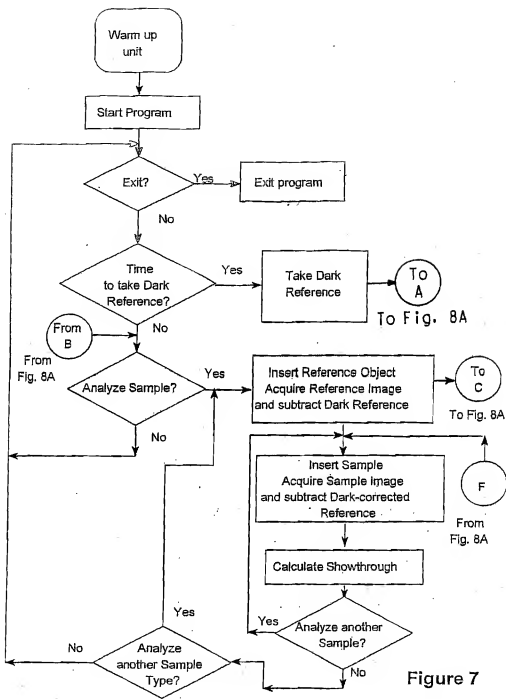 Warm up
unit
Start Program
Exit?
Yes
Exit program
No
Time
to take Dark
Reference?
Yes
Take Dark
Reference
To
A
To Fig. 8A
No
From
B
From
Fig. 8A
Analyze Sample?
Yes
Insert Reference Object
Acquire Reference Image
and subtract Dark Reference
To
C
To Fig. 8A
No
Insert Sample
Acquire Sample Image
and subtract Dark-corrected
Reference
F
From
Fig. 8A
Calculate Showthrough
Yes
Analyze another
Sample?
No
Yes
No
Analyze
another Sample
Type?
Figure 7